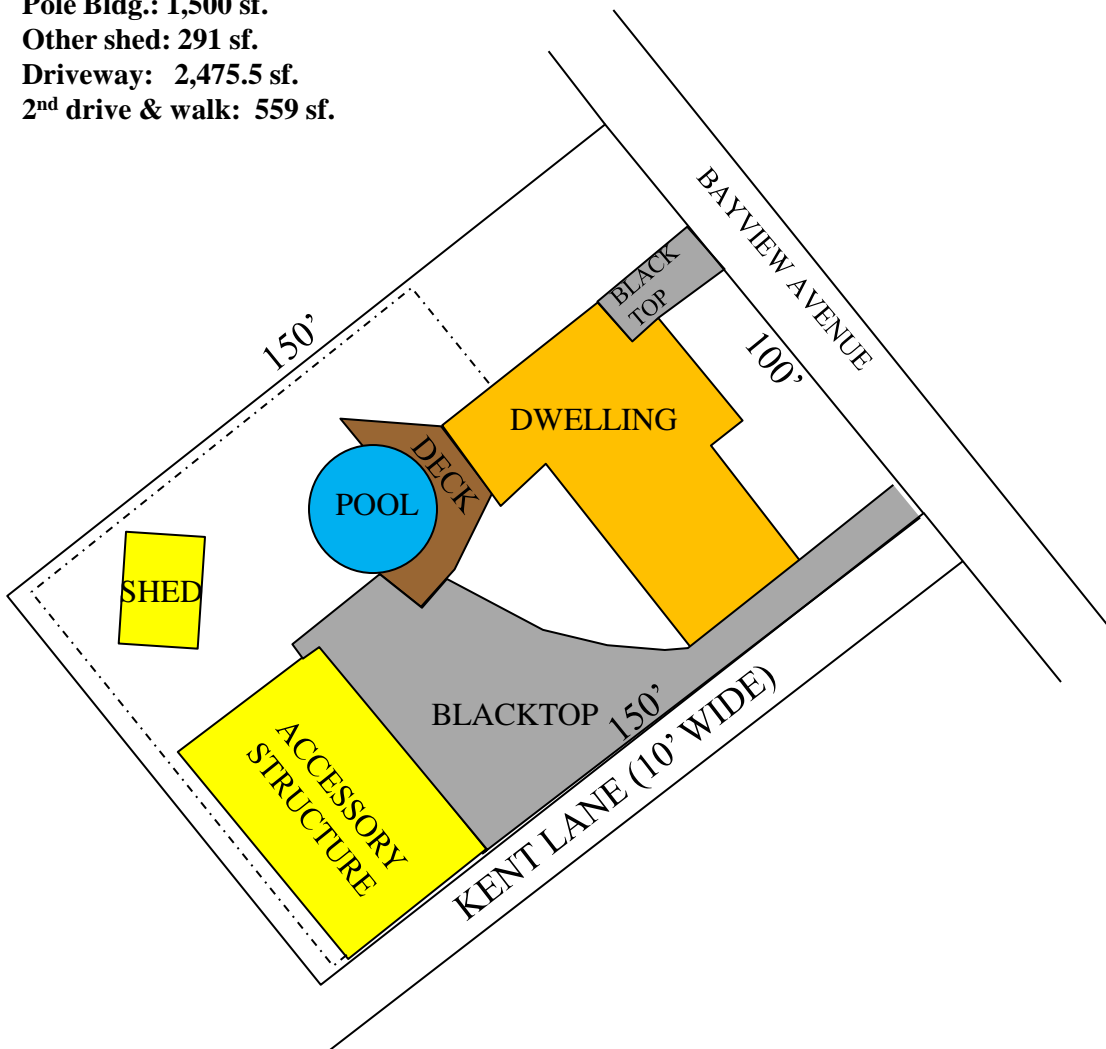 Pole Bldg.: 1,500 sf.
Other shed: 291 sf.
Driveway: 2,475.5 sf.
2nd drive & walk: 559 sf.
BAYVIEW AVENUE
BLACK
TOP
150’
100’
DWELLING
DECK
POOL
SHED
BLACKTOP
150’
ACCESSORY
STRUCTURE
KENT LANE (10’ WIDE)